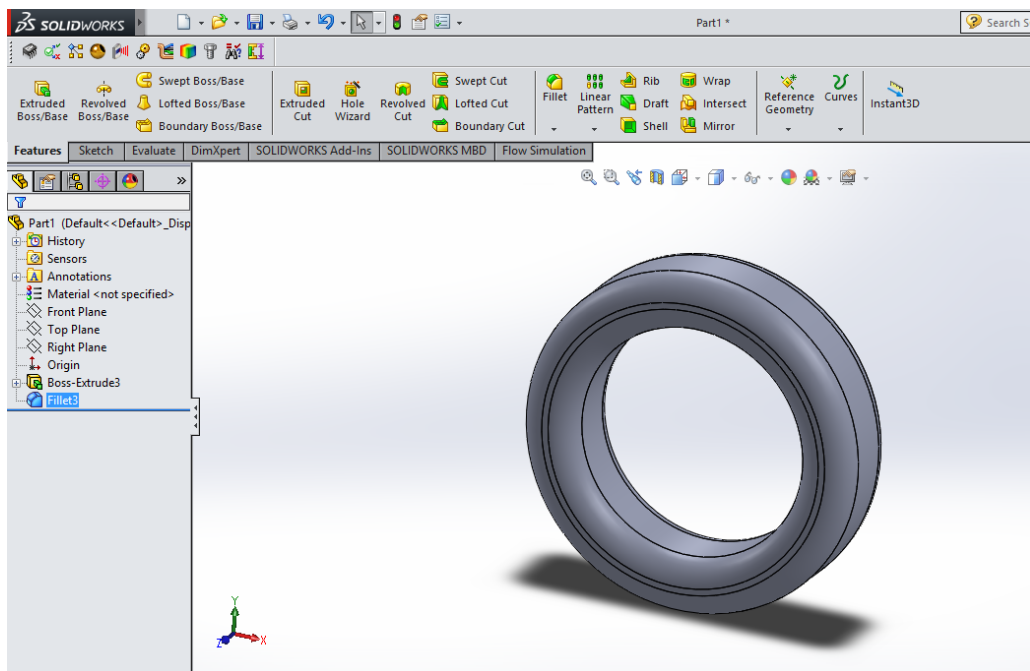 SOLIDWORKS
Part1 *
Search S
Extruded Boss/Base
Revolved Boss/Base
Swept Boss/Base
Lofted Boss/Base
Boundary Boss/Base
Extruded Cut
Hole Wizard
Revolved Cut
Swept Cut
Lofted Cut
Boundary Cut
Fillet
Linear Pattern
Rib
Draft
Shell
Wrap
Intersect
Mirror
Reference Geometry
Curves
Instant3D
Features Sketch Evaluate DimXpert SOLIDWORKS Add-Ins SOLIDWORKS MBD Flow Simulation
»
Part1 (Default<<Default>_Disp
History
Sensors
A Annotations
Material <not specified>
Front Plane
Top Plane
Right Plane
Origin
Boss-Extrude3
Fillet3
Y
Z X